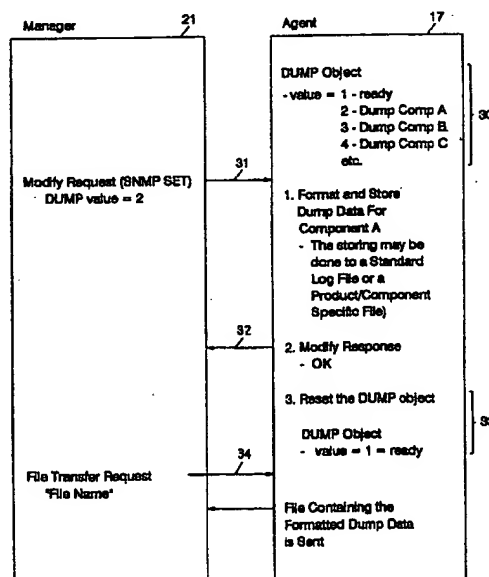 Manager
21
Agent
17
DUMP Object
- value = 1 - ready
2 - Dump Comp A
3 - Dump Comp B.
4 - Dump Comp C
etc.
30
31
Modify Request (SNMP SET)
DUMP value = 2
1. Format and Store
Dump Data For
Component A
- The storing may be
done to a Standard
Log File or a
Product/Component
Specific File)
32
2. Modify Response
- OK
3. Reset the DUMP object
DUMP Object
- value = 1 = ready
34
File Transfer Request
"File Name"
File Containing the
Formatted Dump Data
is Sent